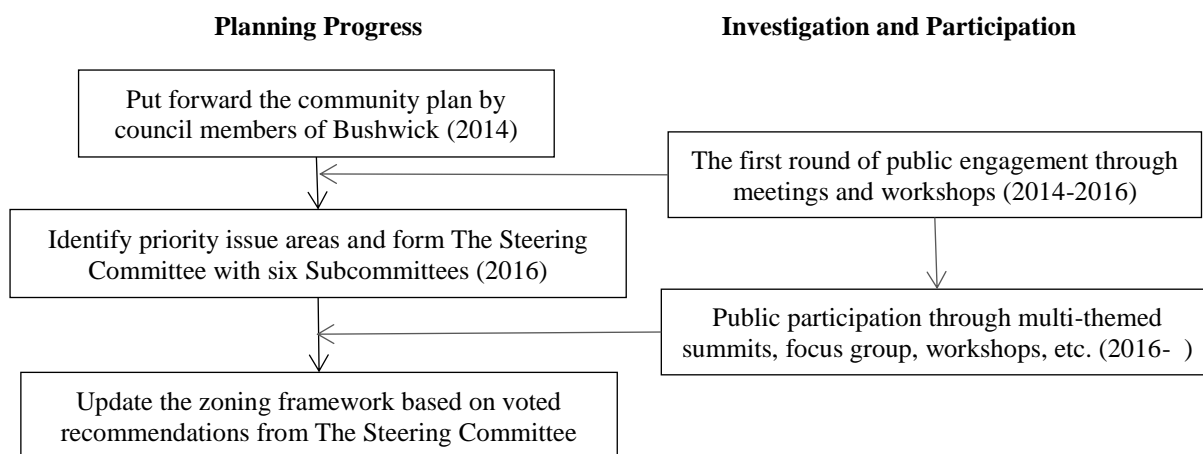 Planning Progress
Investigation and Participation
Put forward the community plan by
council members of Bushwick (2014)
The first round of public engagement through
meetings and workshops (2014-2016)
Identify priority issue areas and form The Steering
Committee with six Subcommittees (2016)
Public participation through multi-themed
summits, focus group, workshops, etc. (2016- )
Update the zoning framework based on voted
recommendations from The Steering Committee